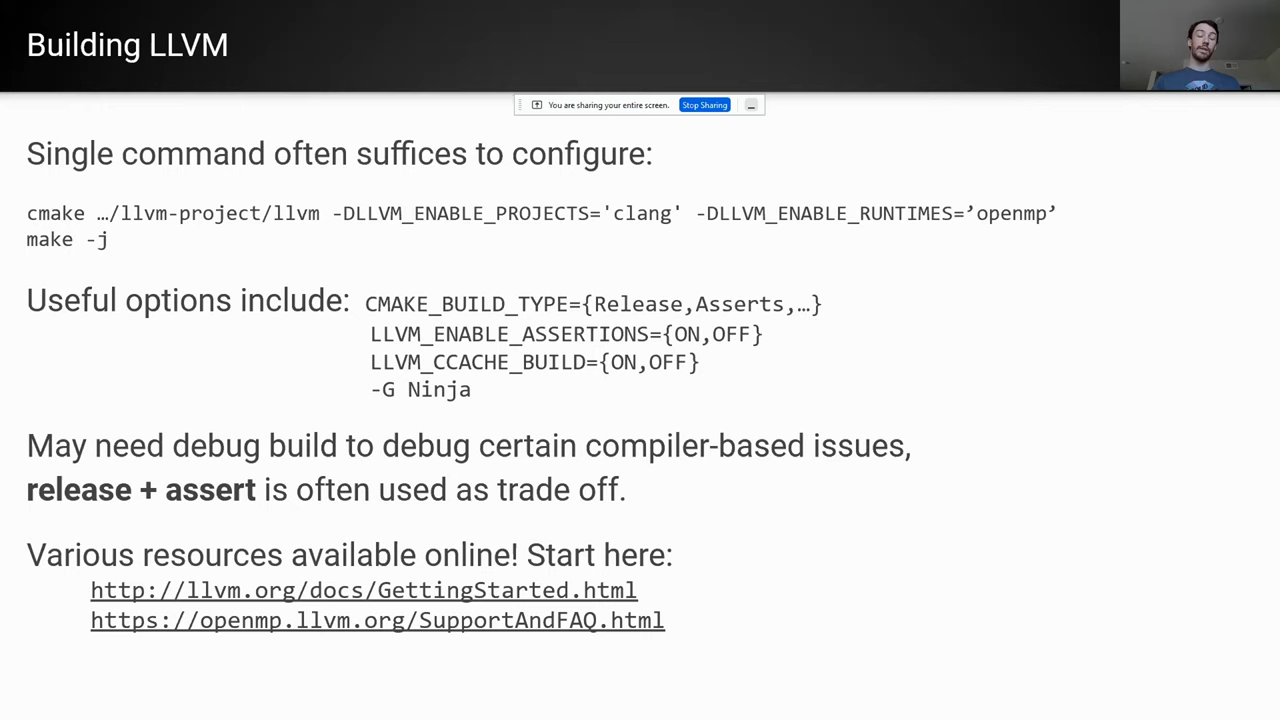 Building LLVM
You are sharing your entire screen. Stop Sharing
Single command often suffices to configure:
cmake …/llvm-project/llvm -DLLVM_ENABLE_PROJECTS='clang' -DLLVM_ENABLE_RUNTIMES=’openmp’
make -j
Useful options include: CMAKE_BUILD_TYPE={Release,Asserts,…}
LLVM_ENABLE_ASSERTIONS={ON,OFF}
LLVM_CCACHE_BUILD={ON,OFF}
-G Ninja
May need debug build to debug certain compiler-based issues,
release + assert is often used as trade off.
Various resources available online! Start here:
http://llvm.org/docs/GettingStarted.html
https://openmp.llvm.org/SupportAndFAQ.html